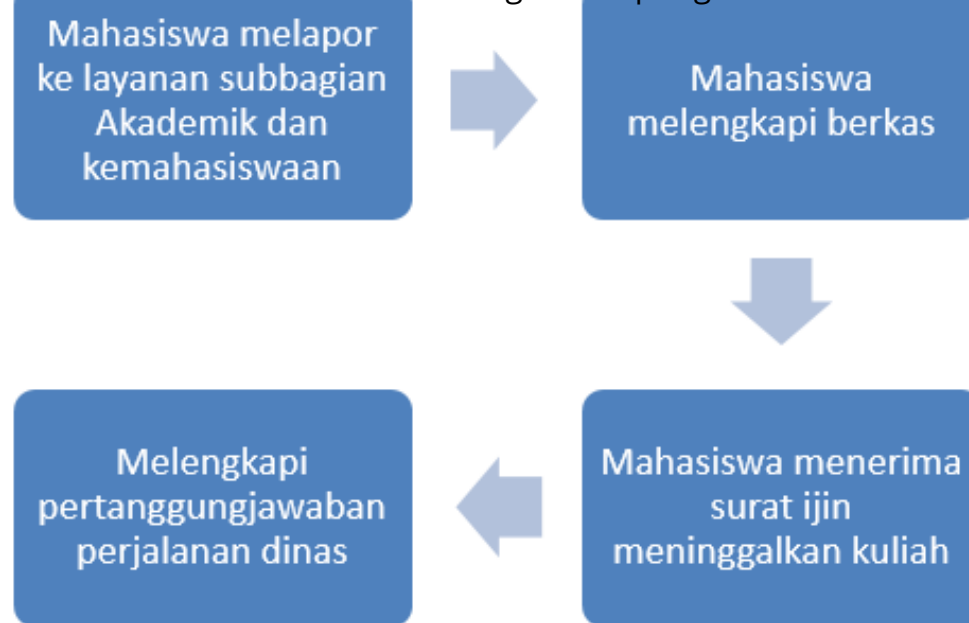 Mahasiswa melapor
ke layanan subbagian
Akademik dan
kemahasiswaan
Mahasiswa
melengkapi berkas
Mahasiswa menerima
surat ijin
meninggalkan kuliah
Melengkapi
pertanggungjawaban
perjalanan dinas